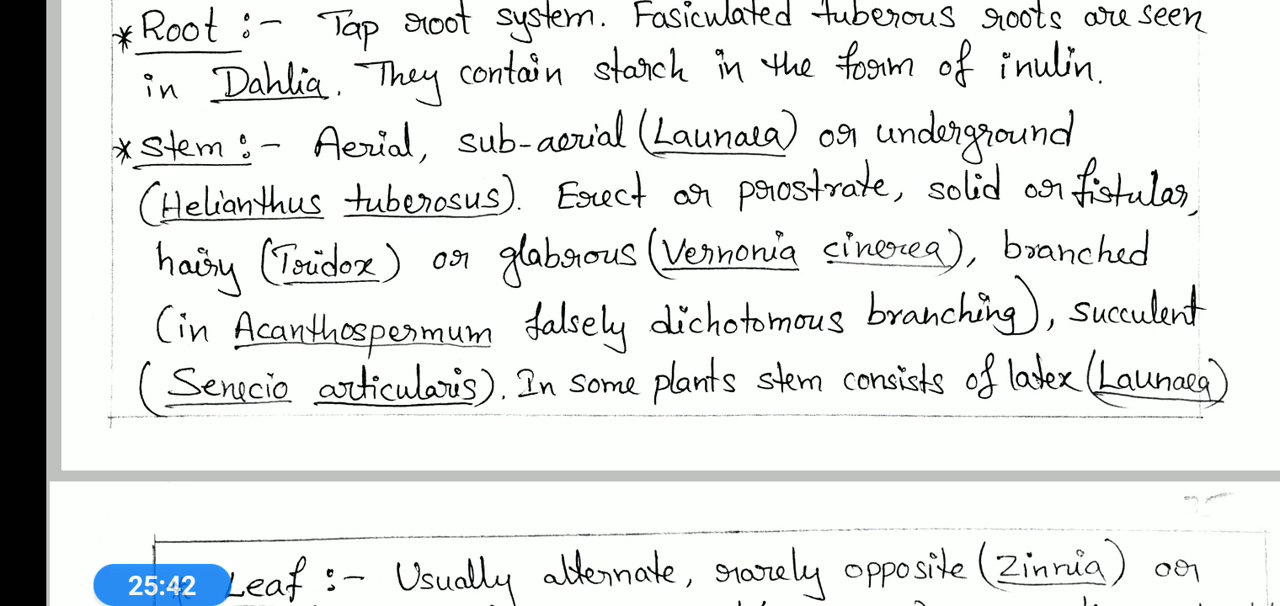 * Root :- Tap root system. Fasiculated tuberous roots are seen
in Dahlia. They contain starch in the form of inulin.
* Stem :- Aerial, sub-aerial (Launaea) or underground
(Helianthus tuberosus). Erect or prostrate, solid or fistular,
hairy (Tridox) or glabrous (Vernonia cinerea), branched
(in Acanthospermum falsely dichotomous branching), succulent
(Senecio articularis). In some plants stem consists of latex (Launaea)
Leaf :- Usually alternate, rarely opposite (Zinnia) or
25:42